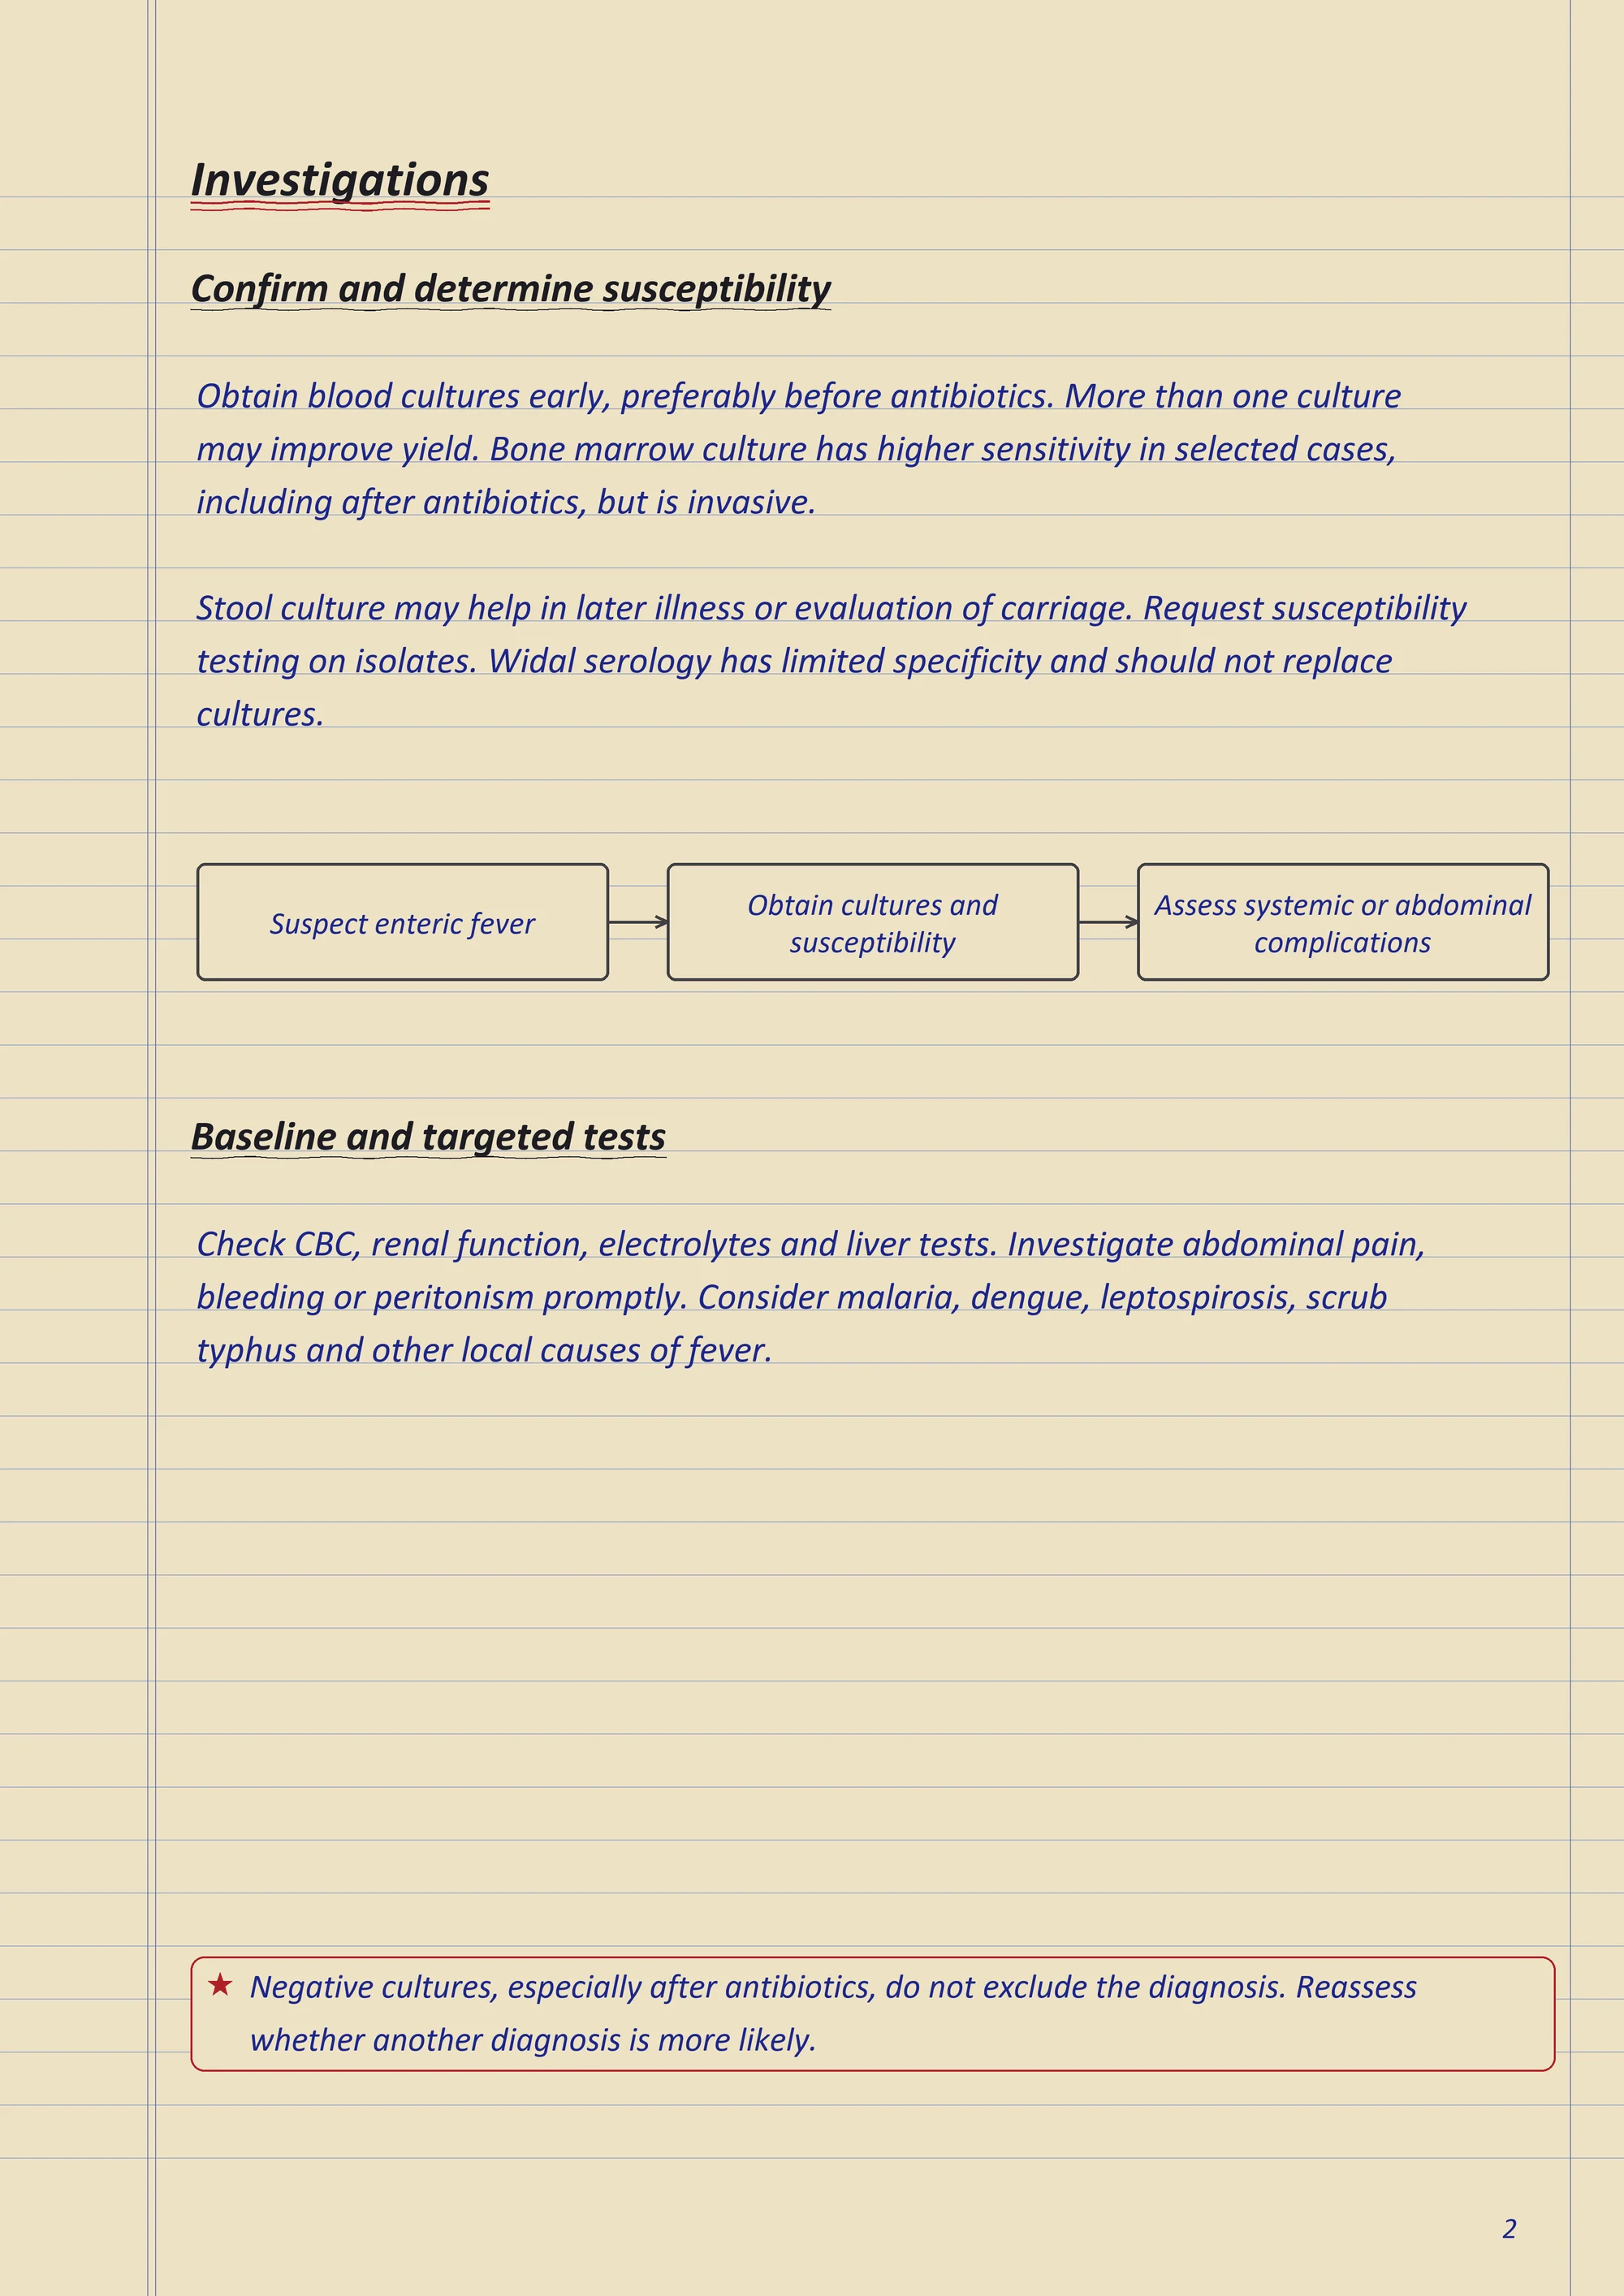 Investigations
Confirm and determine susceptibility
Obtain blood cultures early, preferably before antibiotics. More than one culture
may improve yield. Bone marrow culture has higher sensitivity in selected cases,
including after antibiotics, but is invasive.
Stool culture may help in later illness or evaluation of carriage. Request susceptibility
testing on isolates. Widal serology has limited specificity and should not replace
cultures.
Suspect enteric fever
Obtain cultures and
susceptibility
Assess systemic or abdominal
complications
Baseline and targeted tests
Check CBC, renal function, electrolytes and liver tests. Investigate abdominal pain,
bleeding or peritonism promptly. Consider malaria, dengue, leptospirosis, scrub
typhus and other local causes of fever.
★ Negative cultures, especially after antibiotics, do not exclude the diagnosis. Reassess
whether another diagnosis is more likely.
2